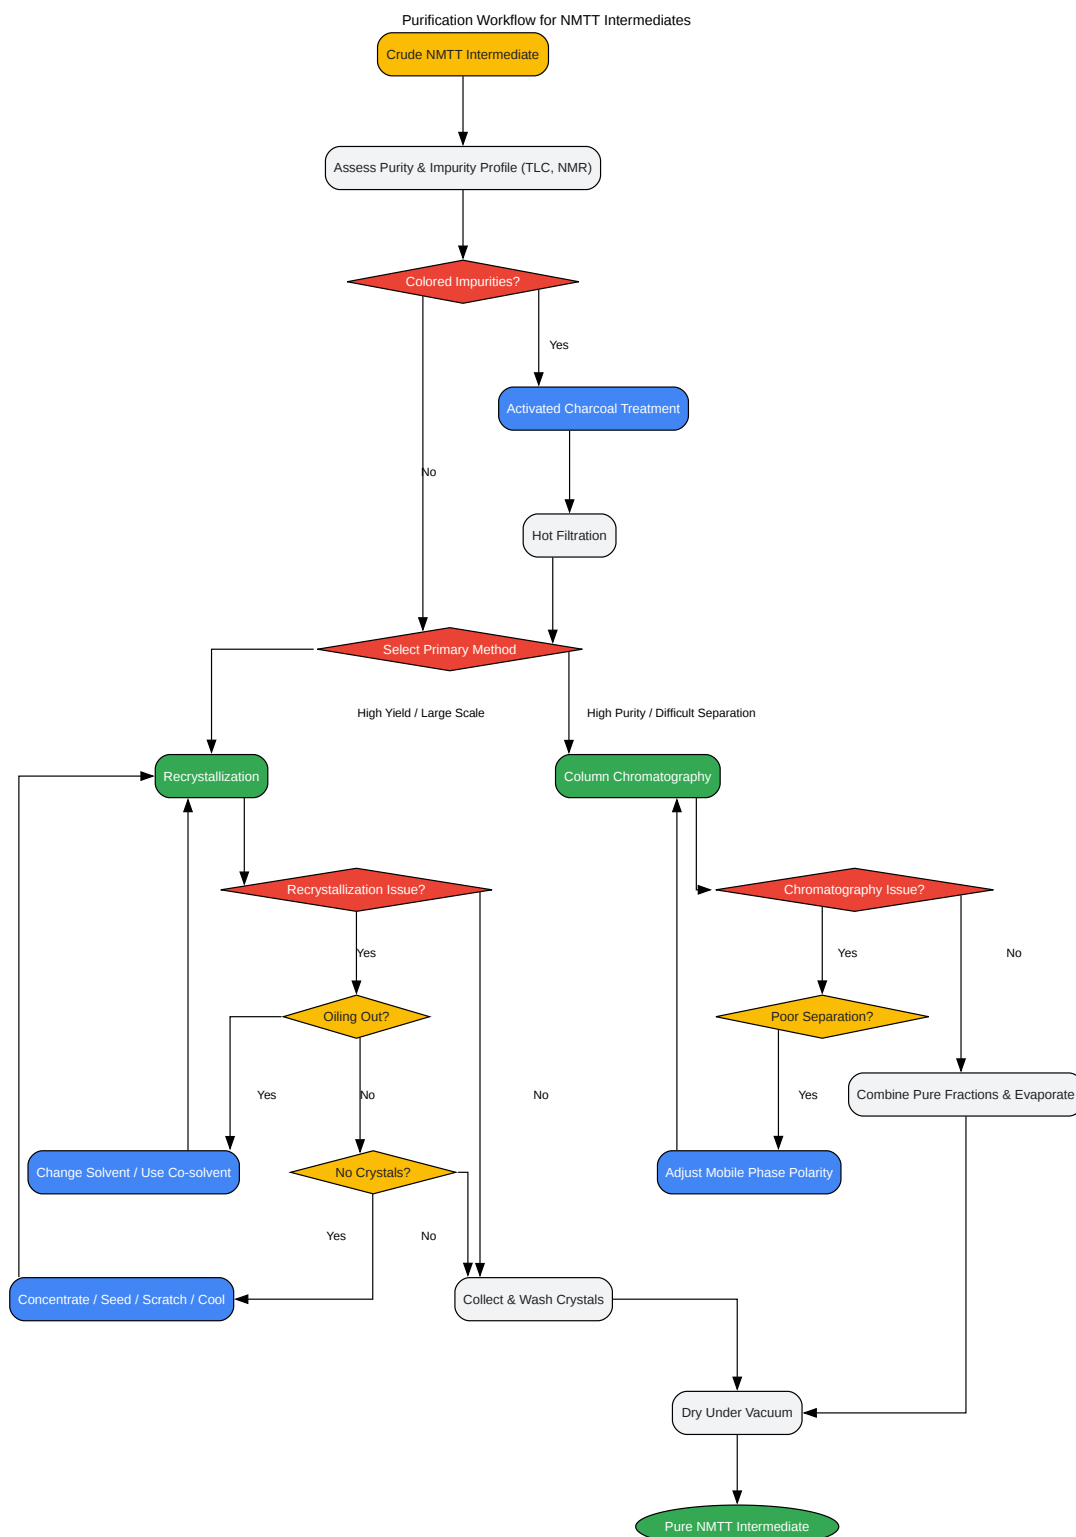 Purification Workflow for NMTT Intermediates
Crude NMTT Intermediate
Assess Purity & Impurity Profile (TLC, NMR)
Colored Impurities?
Yes
Activated Charcoal Treatment
No
Hot Filtration
Select Primary Method
High Yield / Large Scale
High Purity / Difficult Separation
Recrystallization
Column Chromatography
Recrystallization Issue?
Chromatography Issue?
Yes
Yes
No
Oiling Out?
Poor Separation?
Yes
No
No
Yes
Combine Pure Fractions & Evaporate
Change Solvent / Use Co-solvent
No Crystals?
Adjust Mobile Phase Polarity
Yes
No
Concentrate / Seed / Scratch / Cool
Collect & Wash Crystals
Dry Under Vacuum
Pure NMTT Intermediate